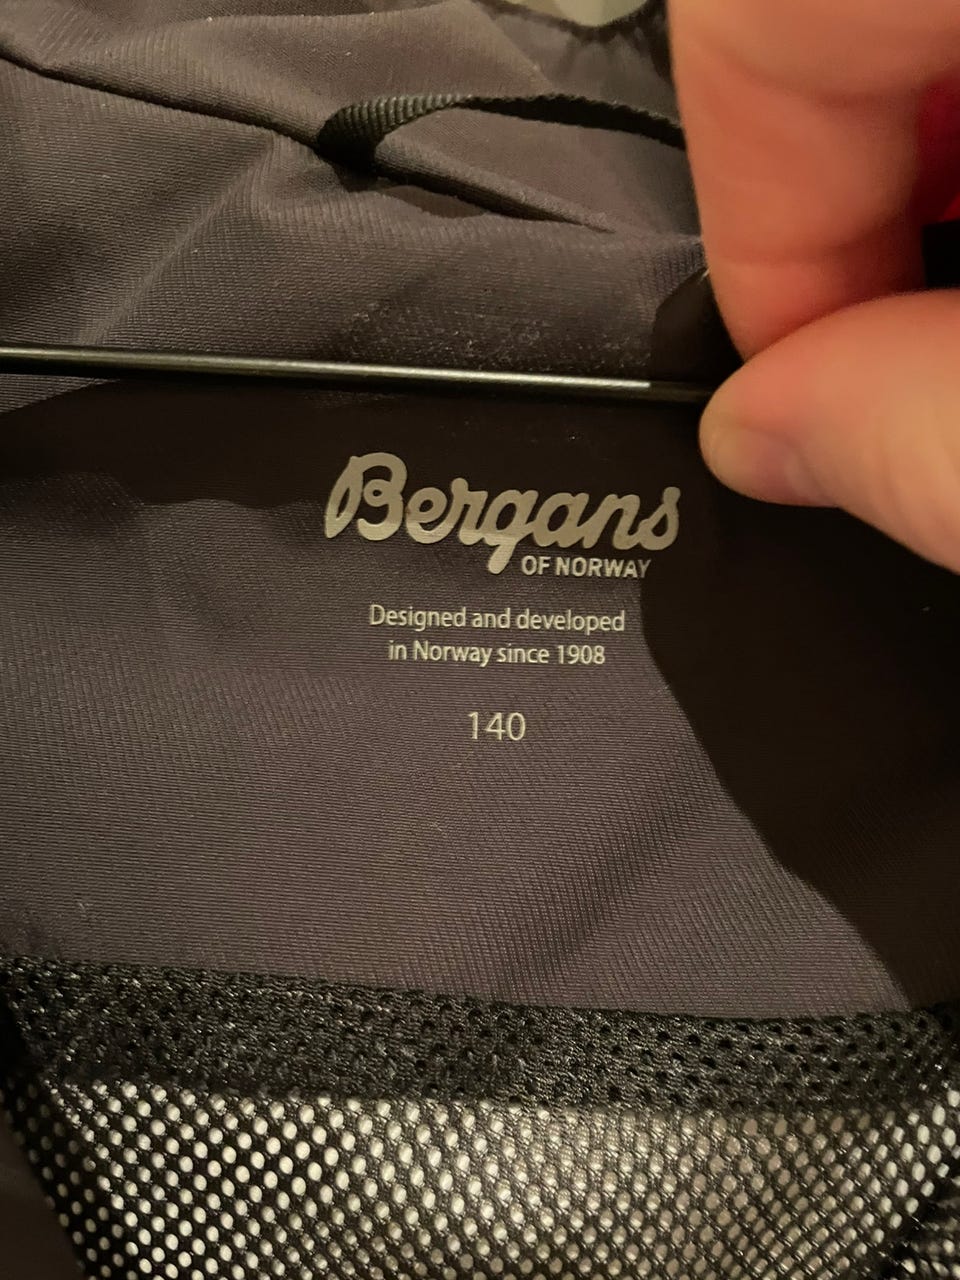 Bergans
OF NORWAY
Designed and developed
in Norway since 1908
140